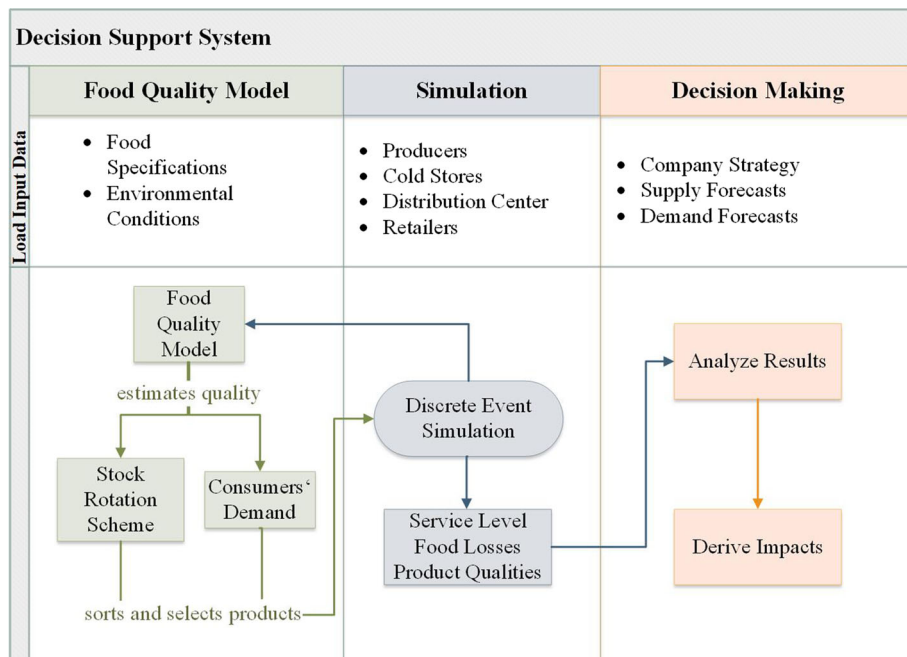 Decision Support System
Food Quality Model
Simulation
Decision Making
Load Input Data
• Food
Specifications
• Environmental
Conditions
• Producers
• Cold Stores
• Distribution Center
• Retailers
• Company Strategy
• Supply Forecasts
• Demand Forecasts
Food
Quality
Model
estimates quality
Stock
Rotation
Scheme
Consumers‘
Demand
sorts and selects products
Discrete Event
Simulation
Service Level
Food Losses
Product Qualities
Analyze Results
Derive Impacts